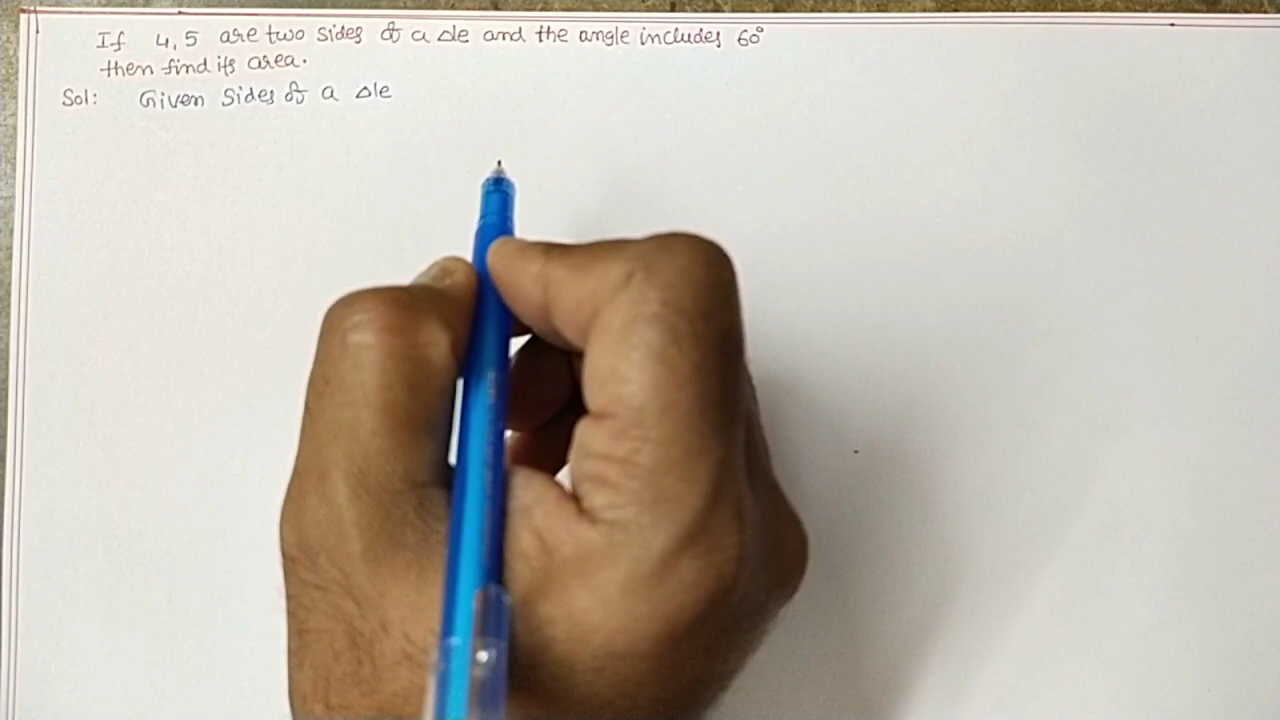 If 4,5 are two sides of a Δle and the angle includes 60°
then find its area.
Sol: Given sides of a Δle